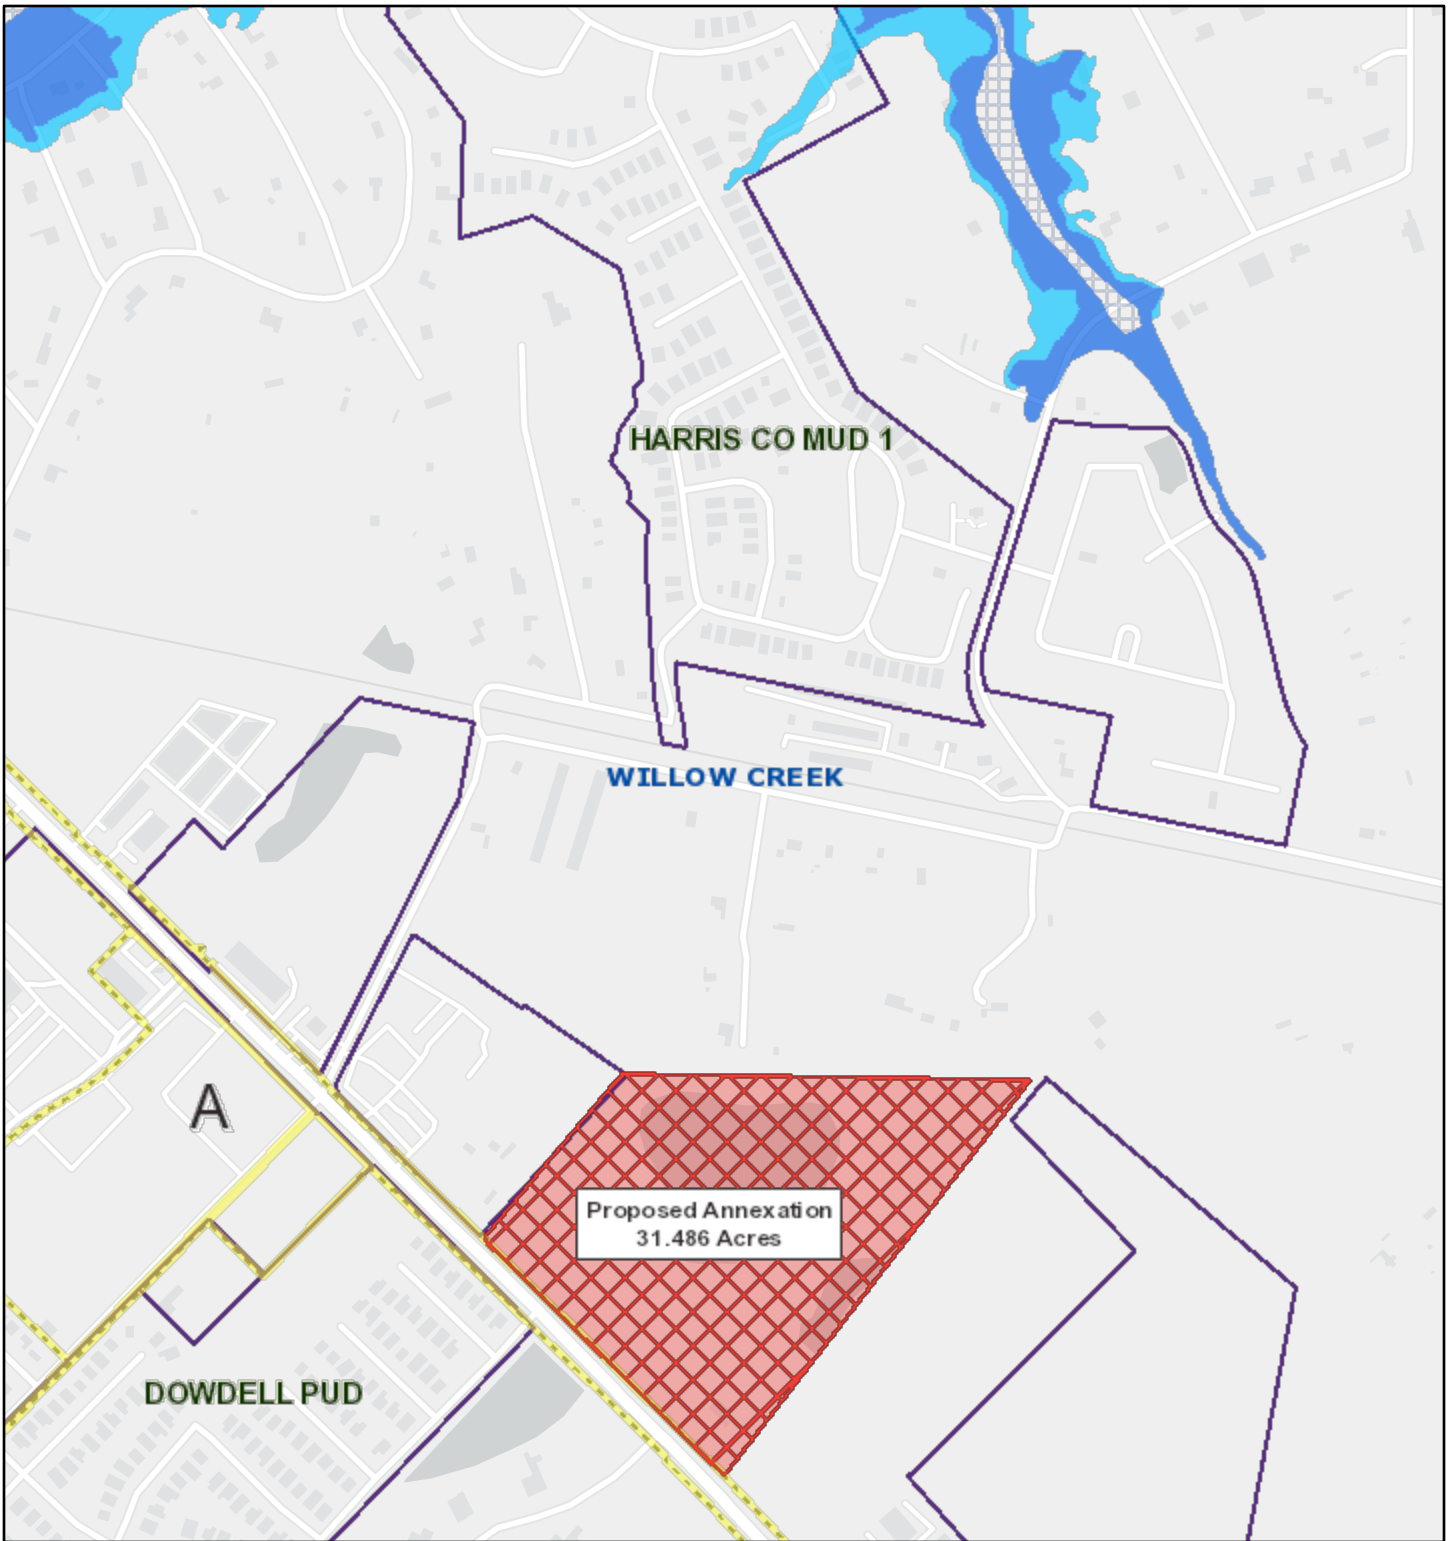 HARRIS CO MUD 1
WILLOW CREEK
A
Proposed Annexation
31.486 Acres
DOWDELL PUD